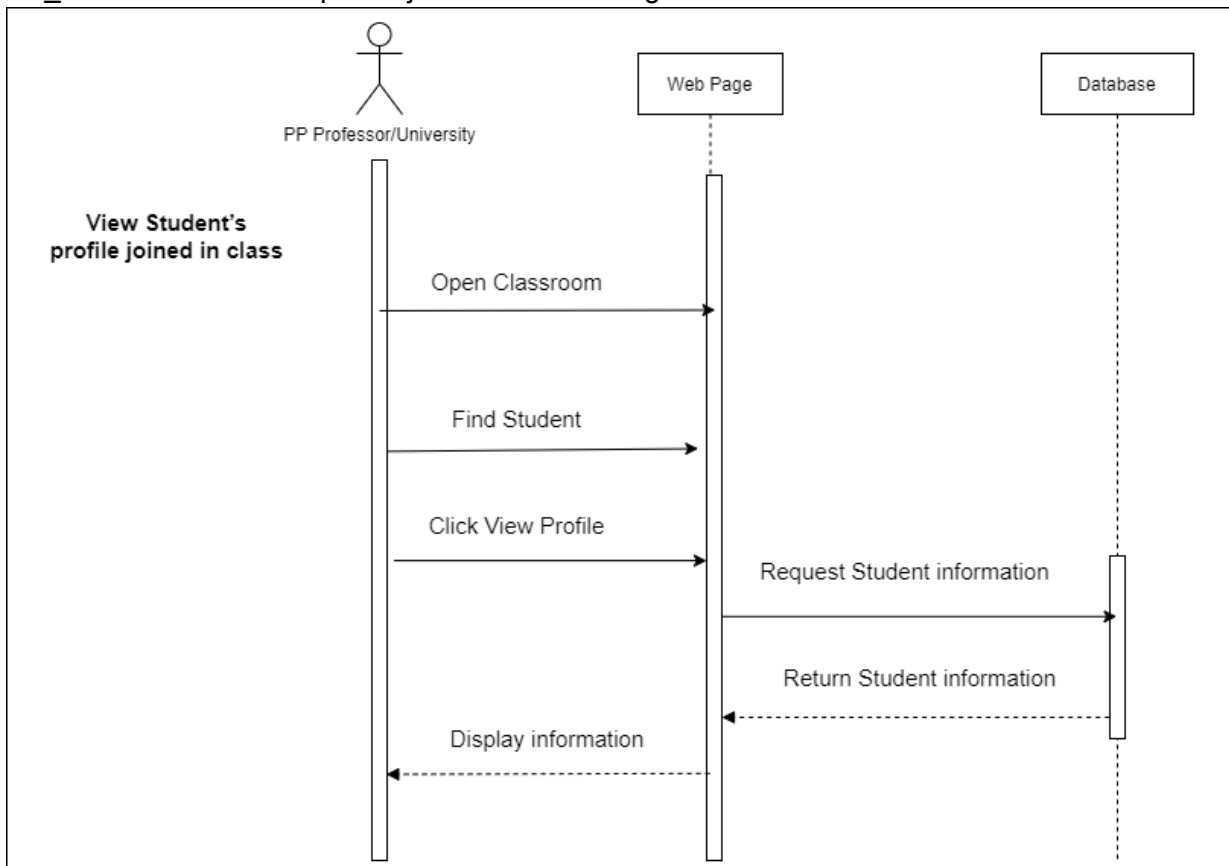 PP Professor/University
Web Page
Database
View Student's
profile joined in class
Open Classroom
Find Student
Click View Profile
Request Student information
Return Student information
Display information